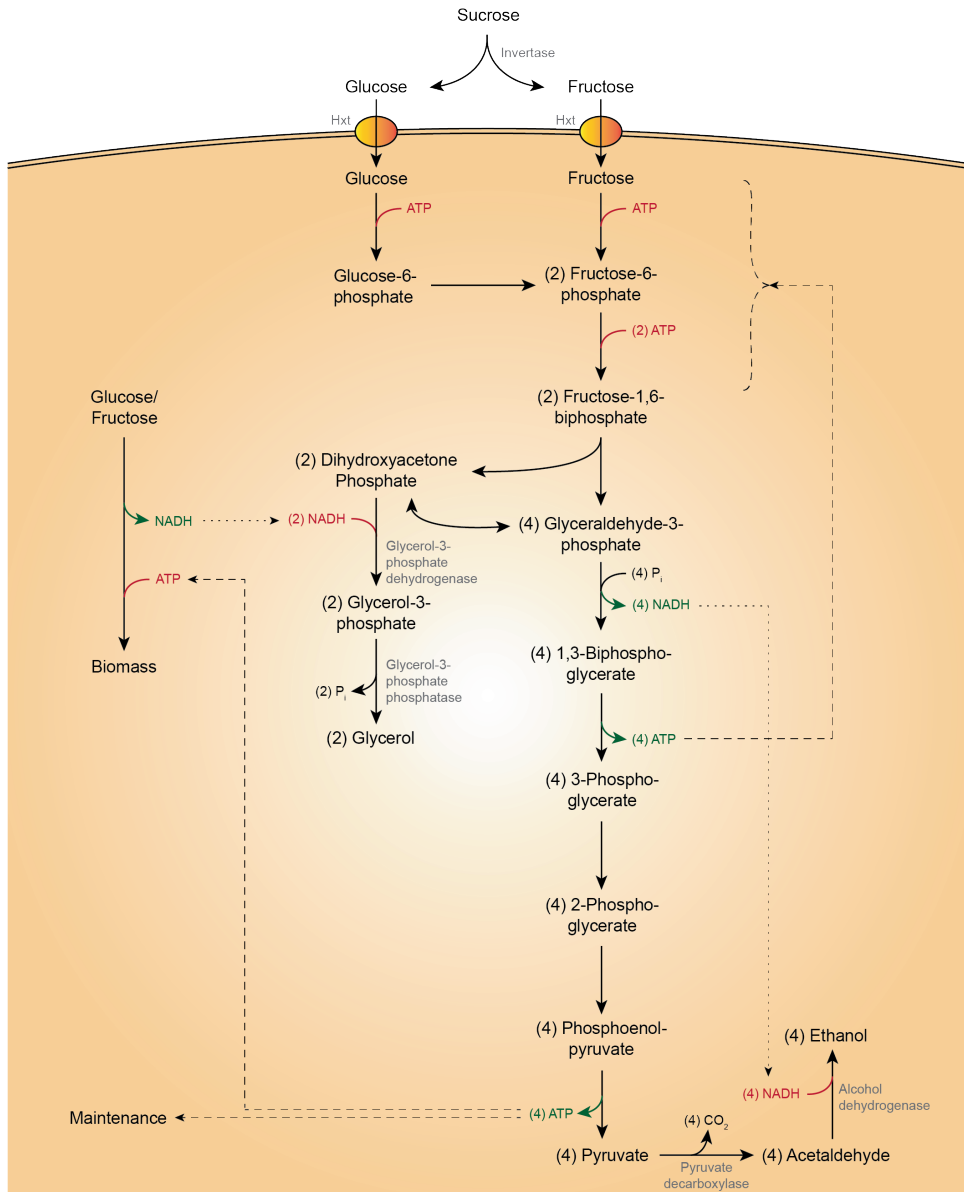 Sucrose
Invertase
Glucose
Fructose
Hxt
Hxt
Glucose
Fructose
ATP
ATP
Glucose-6-
phosphate
(2) Fructose-6-
phosphate
(2) ATP
Glucose/
Fructose
(2) Fructose-1,6-
biphosphate
(2) Dihydroxyacetone
Phosphate
NADH
(2) NADH
(4) Glyceraldehyde-3-
phosphate
Glycerol-3-
phosphate
dehydrogenase
ATP
(4) Pi
(4) NADH
(2) Glycerol-3-
phosphate
Biomass
(4) 1,3-Biphospho-
glycerate
Glycerol-3-
phosphate
phosphatase
(2) Pi
(2) Glycerol
(4) ATP
(4) 3-Phospho-
glycerate
(4) 2-Phospho-
glycerate
(4) Phosphoenol-
pyruvate
(4) Ethanol
(4) NADH
Alcohol
dehydrogenase
Maintenance
(4) ATP
(4) CO2
(4) Pyruvate
(4) Acetaldehyde
Pyruvate
decarboxylase